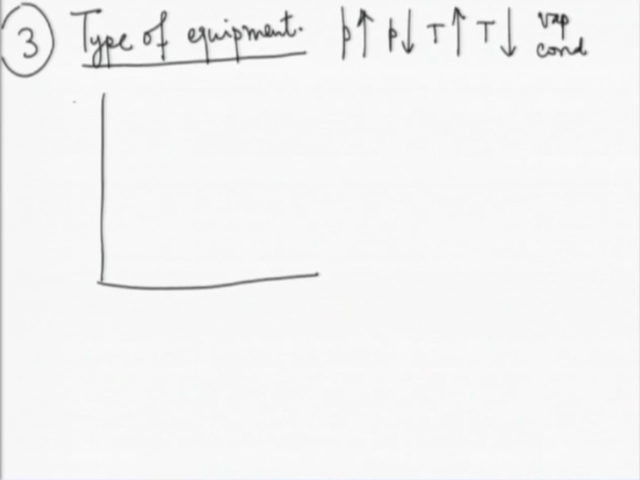 3 Type of equipment. p↑ p↓ T↑ T↓ vap
cond